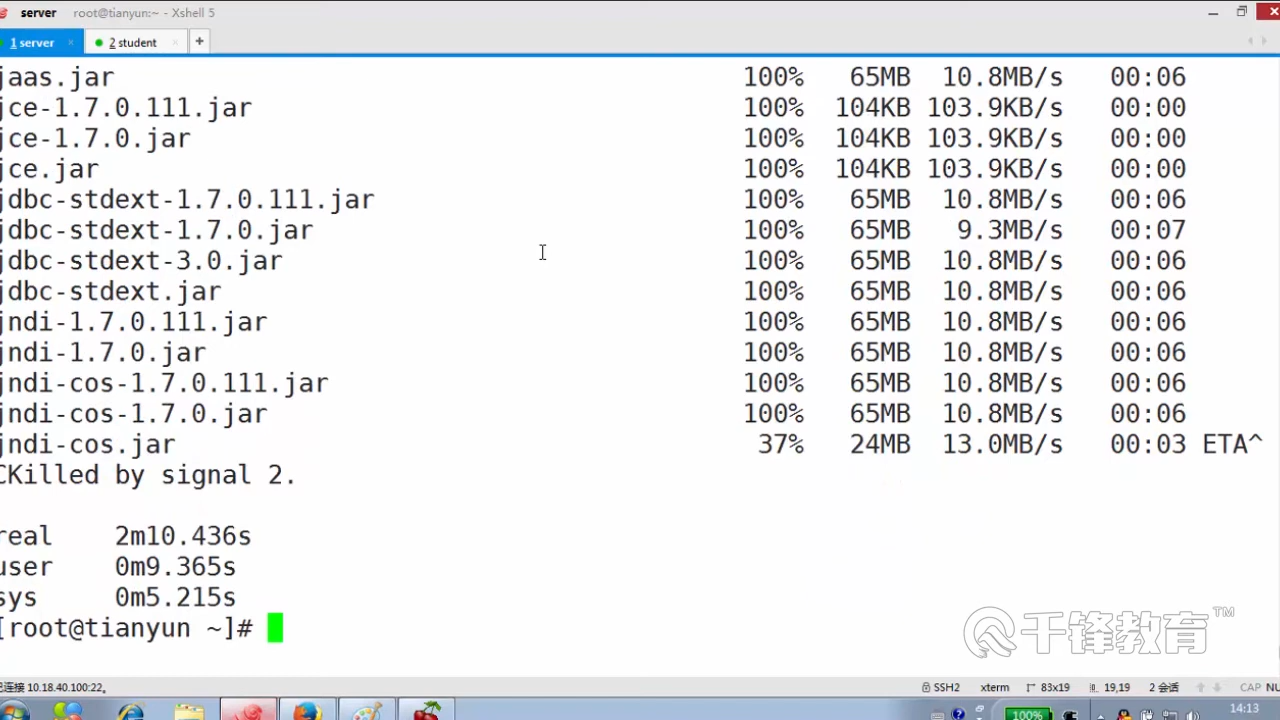 server root@tianyun:~ - Xshell 5
1 server × 2 student × +
jaas.jar 100% 65MB 10.8MB/s 00:06
jce-1.7.0.111.jar 100% 104KB 103.9KB/s 00:00
jce-1.7.0.jar 100% 104KB 103.9KB/s 00:00
jce.jar 100% 104KB 103.9KB/s 00:00
jdbc-stdext-1.7.0.111.jar 100% 65MB 10.8MB/s 00:06
jdbc-stdext-1.7.0.jar 100% 65MB 9.3MB/s 00:07
jdbc-stdext-3.0.jar 100% 65MB 10.8MB/s 00:06
jdbc-stdext.jar 100% 65MB 10.8MB/s 00:06
jndi-1.7.0.111.jar 100% 65MB 10.8MB/s 00:06
jndi-1.7.0.jar 100% 65MB 10.8MB/s 00:06
jndi-cos-1.7.0.111.jar 100% 65MB 10.8MB/s 00:06
jndi-cos-1.7.0.jar 100% 65MB 10.8MB/s 00:06
jndi-cos.jar 37% 24MB 13.0MB/s 00:03 ETA^
CKilled by signal 2.
real 2m10.436s
user 0m9.365s
sys 0m5.215s
[root@tianyun ~]#
千锋教育™
已连接 10.18.40.100:22。 SSH2 xterm 83x19 19,19 2 会话 CAP NU
100% 14:13